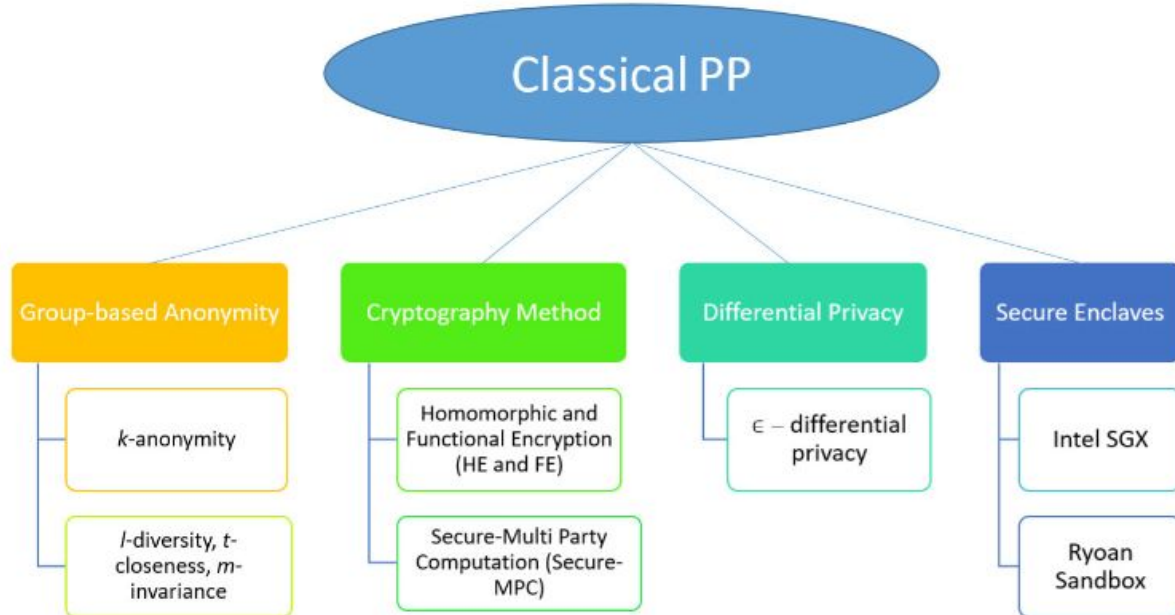 Classical PP
Group-based Anonymity
Cryptography Method
Differential Privacy
Secure Enclaves
k-anonymity
Homomorphic and
Functional Encryption
(HE and FE)
ϵ – differential
privacy
Intel SGX
l-diversity, t-
closeness, m-
invariance
Secure-Multi Party
Computation (Secure-
MPC)
Ryoan
Sandbox